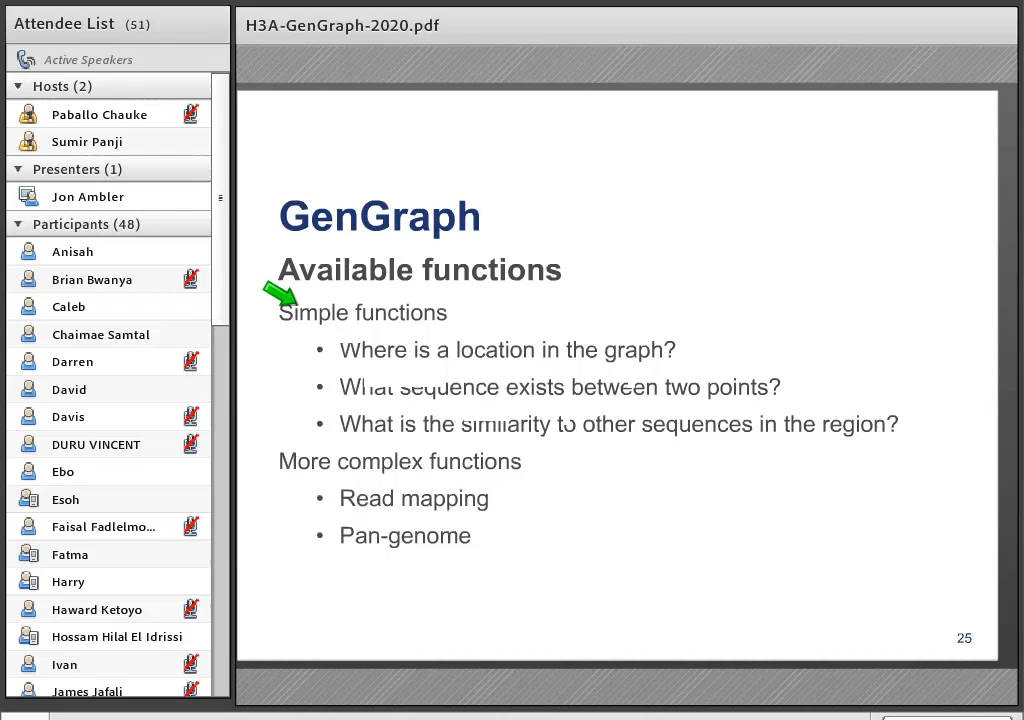 Attendee List (51)
Active Speakers
Hosts (2)
Paballo Chauke
Sumir Panji
Presenters (1)
Jon Ambler
Participants (48)
Anisah
Brian Bwanya
Caleb
Chaimae Samtal
Darren
David
Davis
DURU VINCENT
Ebo
Esoh
Faisal Fadlelmo...
Fatma
Harry
Haward Ketoyo
Hossam Hilal El Idrissi
Ivan
James Jafali
H3A-GenGraph-2020.pdf
GenGraph
Available functions
Simple functions
• Where is a location in the graph?
• What sequence exists between two points?
• What is the similarity to other sequences in the region?
More complex functions
• Read mapping
• Pan-genome
25